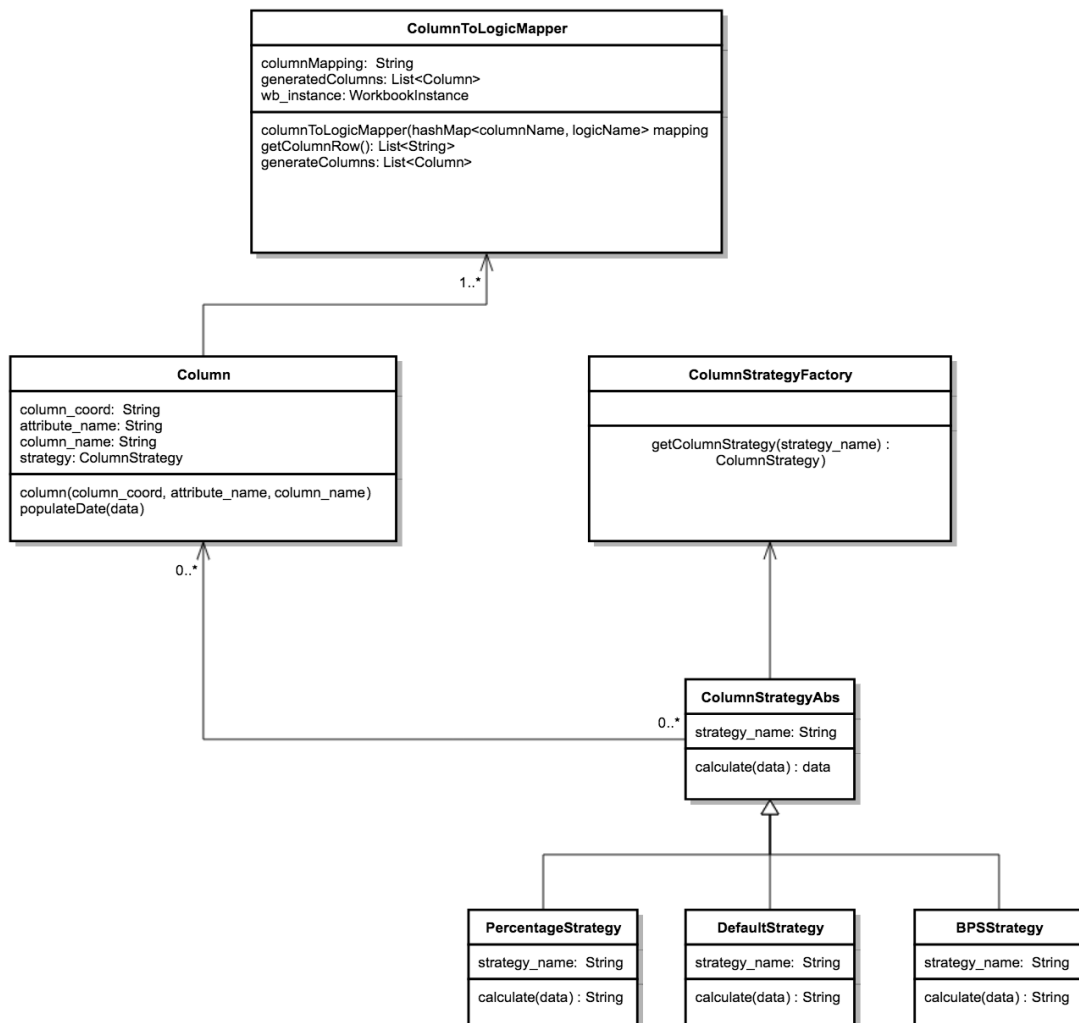 ColumnToLogicMapper
columnMapping: String
generatedColumns: List<Column>
wb_instance: WorkbookInstance
columnToLogicMapper(hashMap<columnName, logicName> mapping
getColumnRow(): List<String>
generateColumns: List<Column>
1..*
Column
column_coord: String
attribute_name: String
column_name: String
strategy: ColumnStrategy
column(column_coord, attribute_name, column_name)
populateDate(data)
ColumnStrategyFactory
getColumnStrategy(strategy_name) :
ColumnStrategy)
0..*
0..*
ColumnStrategyAbs
strategy_name: String
calculate(data) : data
PercentageStrategy
strategy_name: String
calculate(data) : String
DefaultStrategy
strategy_name: String
calculate(data) : String
BPSStrategy
strategy_name: String
calculate(data) : String